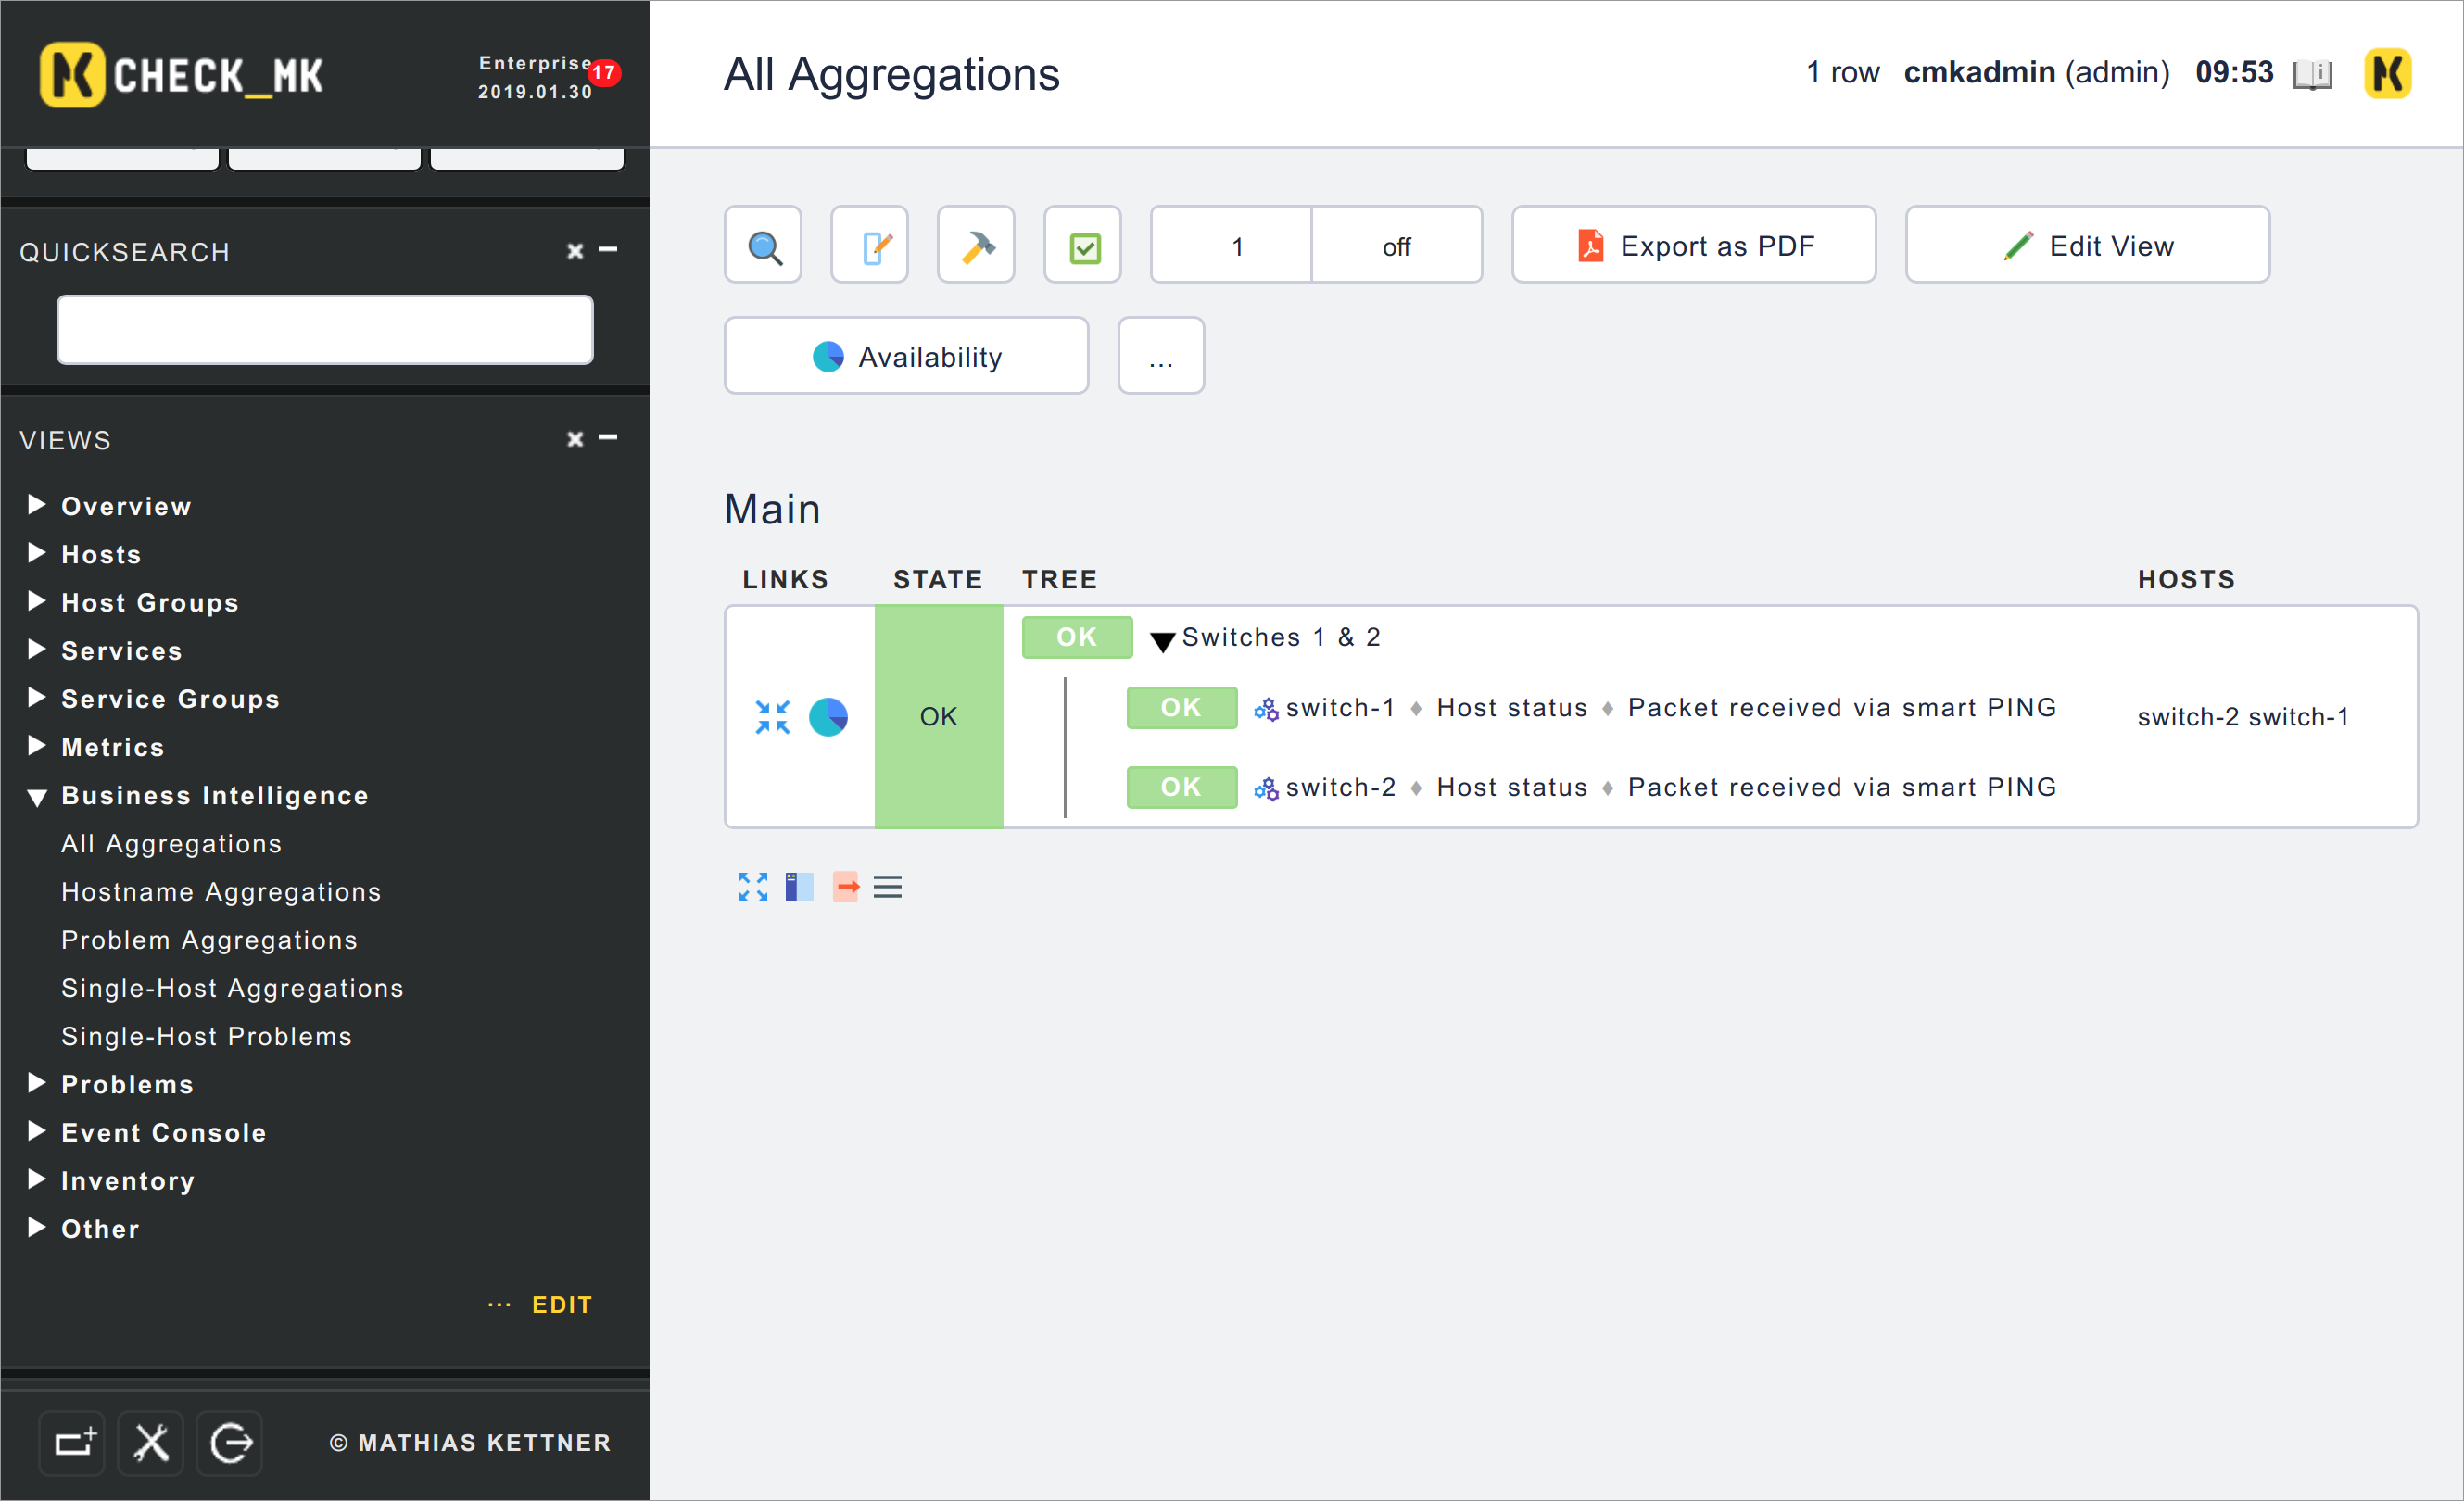 CHECK_MK
Enterprise 17
2019.01.30
QUICKSEARCH
VIEWS
Overview
Hosts
Host Groups
Services
Service Groups
Metrics
Business Intelligence
All Aggregations
Hostname Aggregations
Problem Aggregations
Single-Host Aggregations
Single-Host Problems
Problems
Event Console
Inventory
Other
... EDIT
© MATHIAS KETTNER
All Aggregations
1 row cmkadmin (admin) 09:53
1 off Export as PDF Edit View
Availability ...
Main
LINKS STATE TREE HOSTS
OK Switches 1 & 2
OK switch-1 ♦ Host status ♦ Packet received via smart PING
OK switch-2 switch-1
OK switch-2 ♦ Host status ♦ Packet received via smart PING